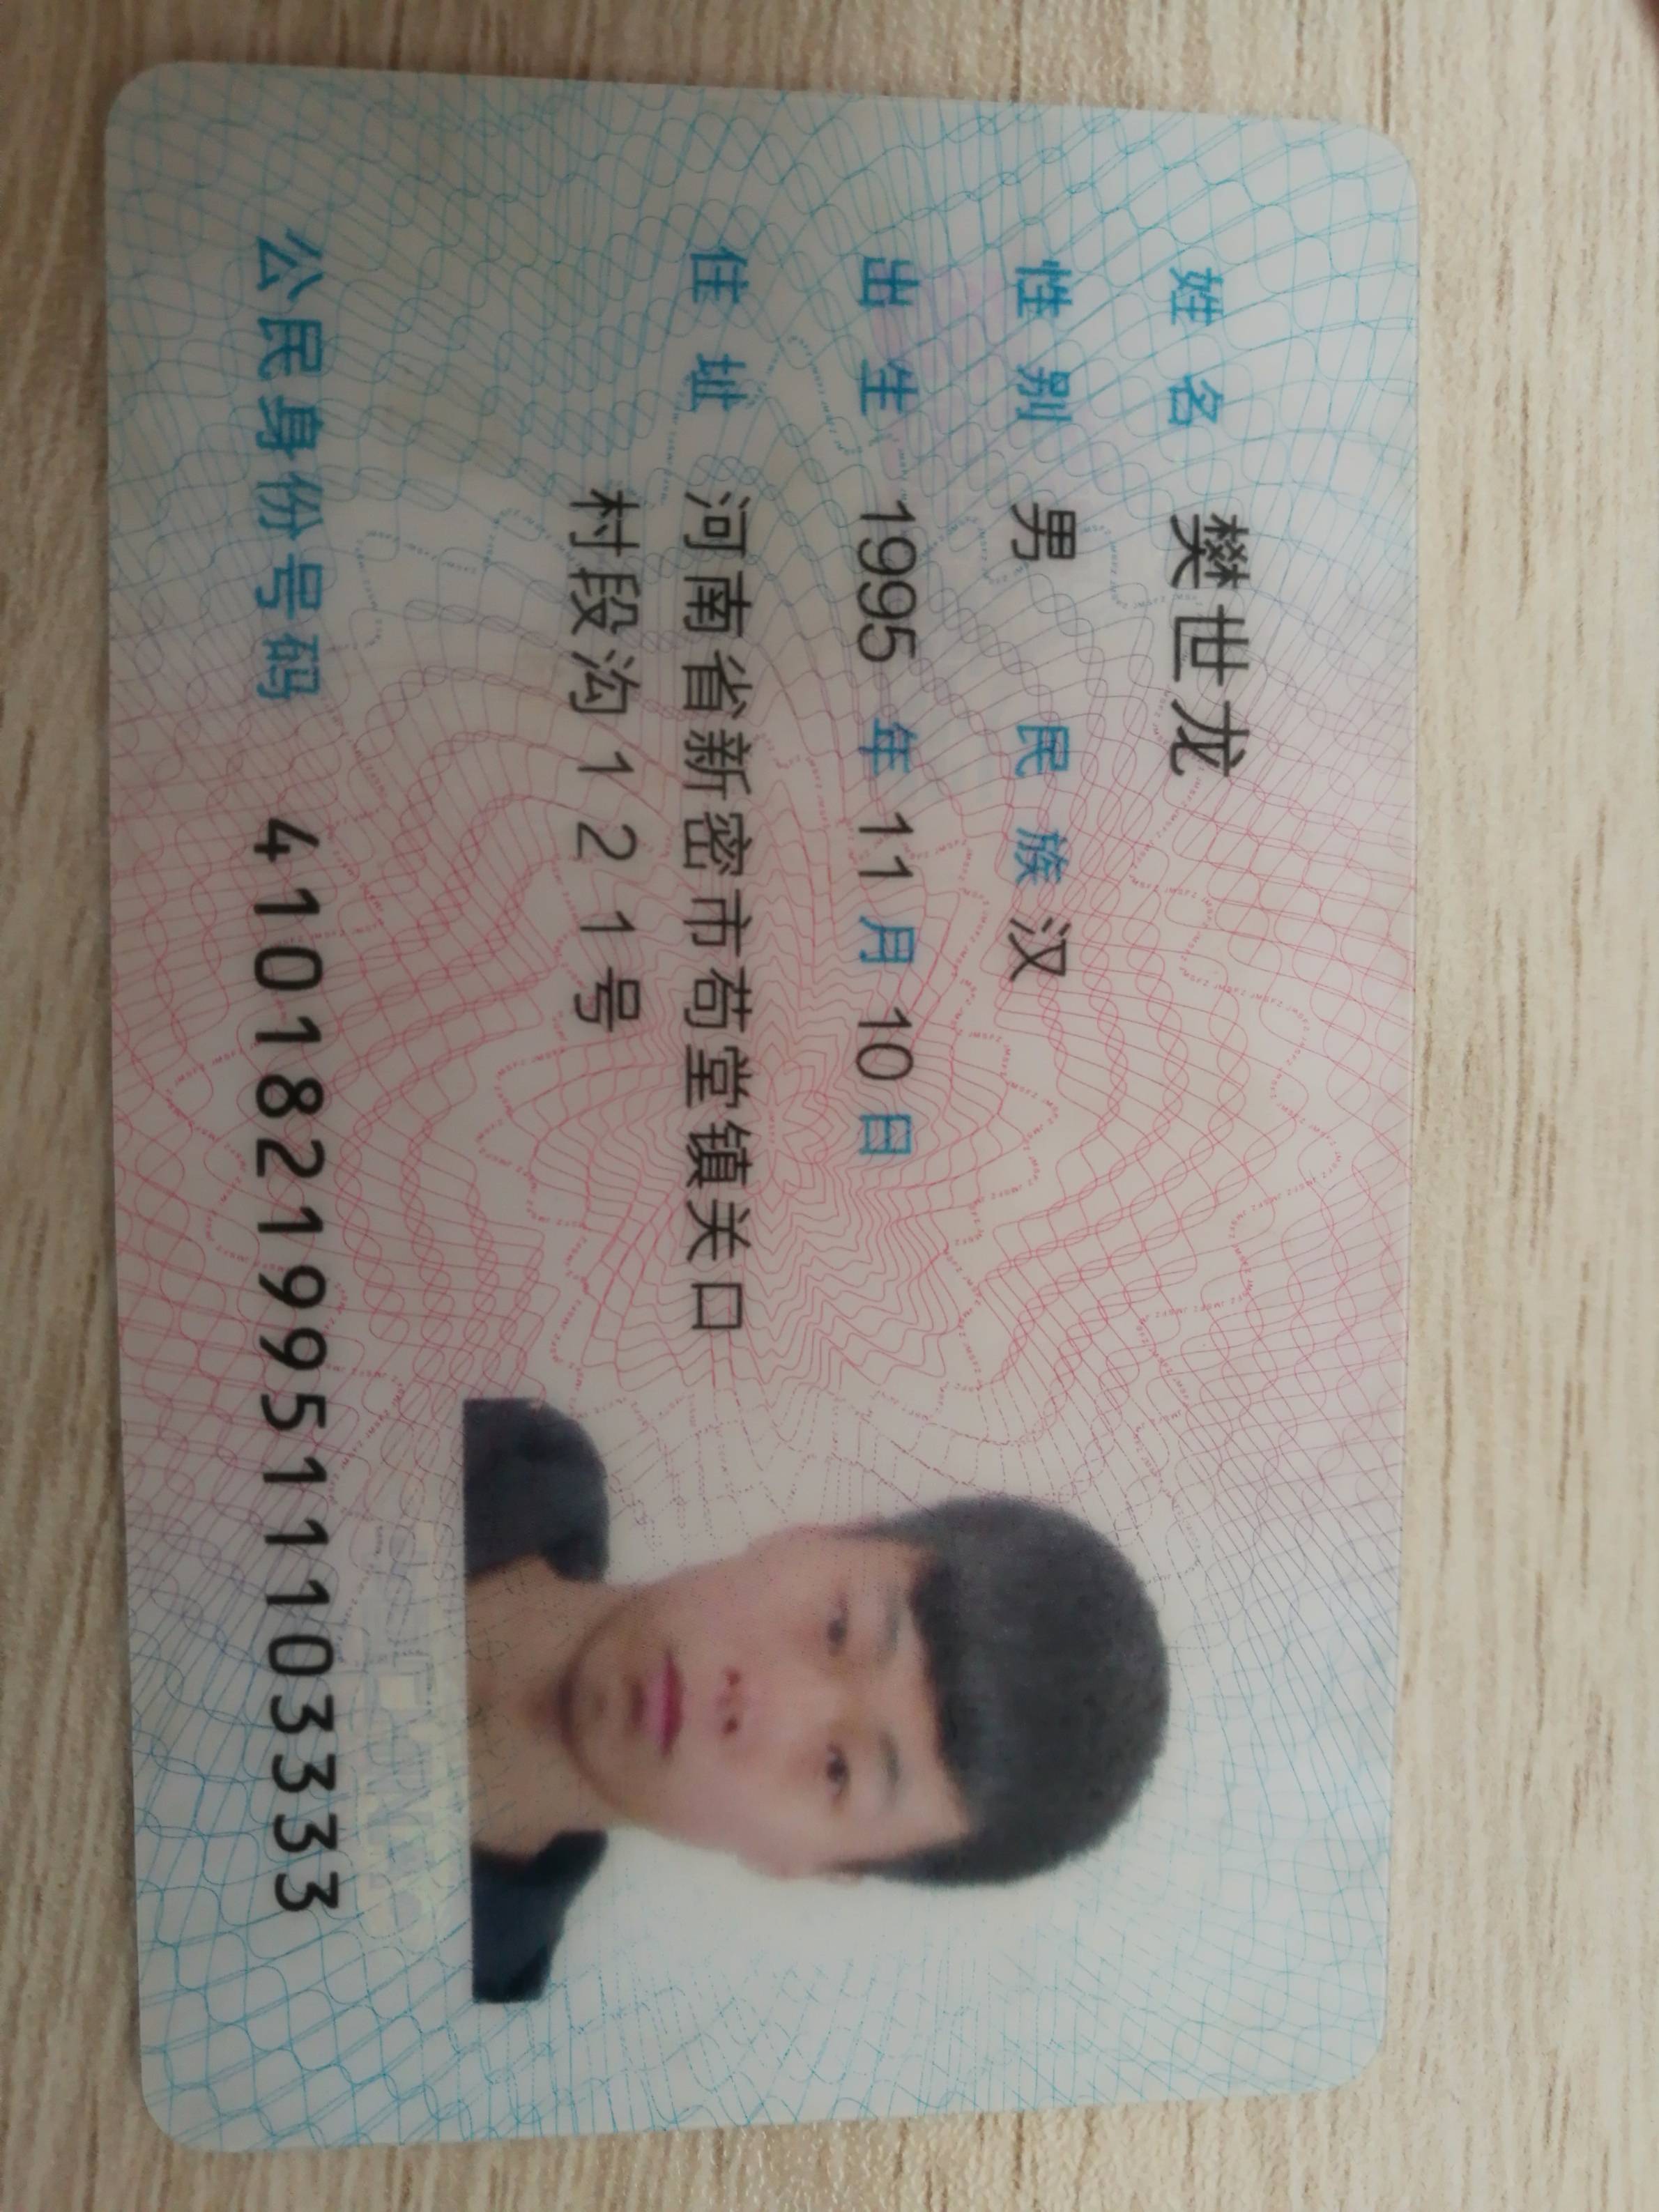 姓名 樊世龙
性别 男 民族 汉
出生 1995 年 11 月 10 日
住址 河南省新密市苟堂镇关口
村段沟121号
公民身份号码 410182199511103333